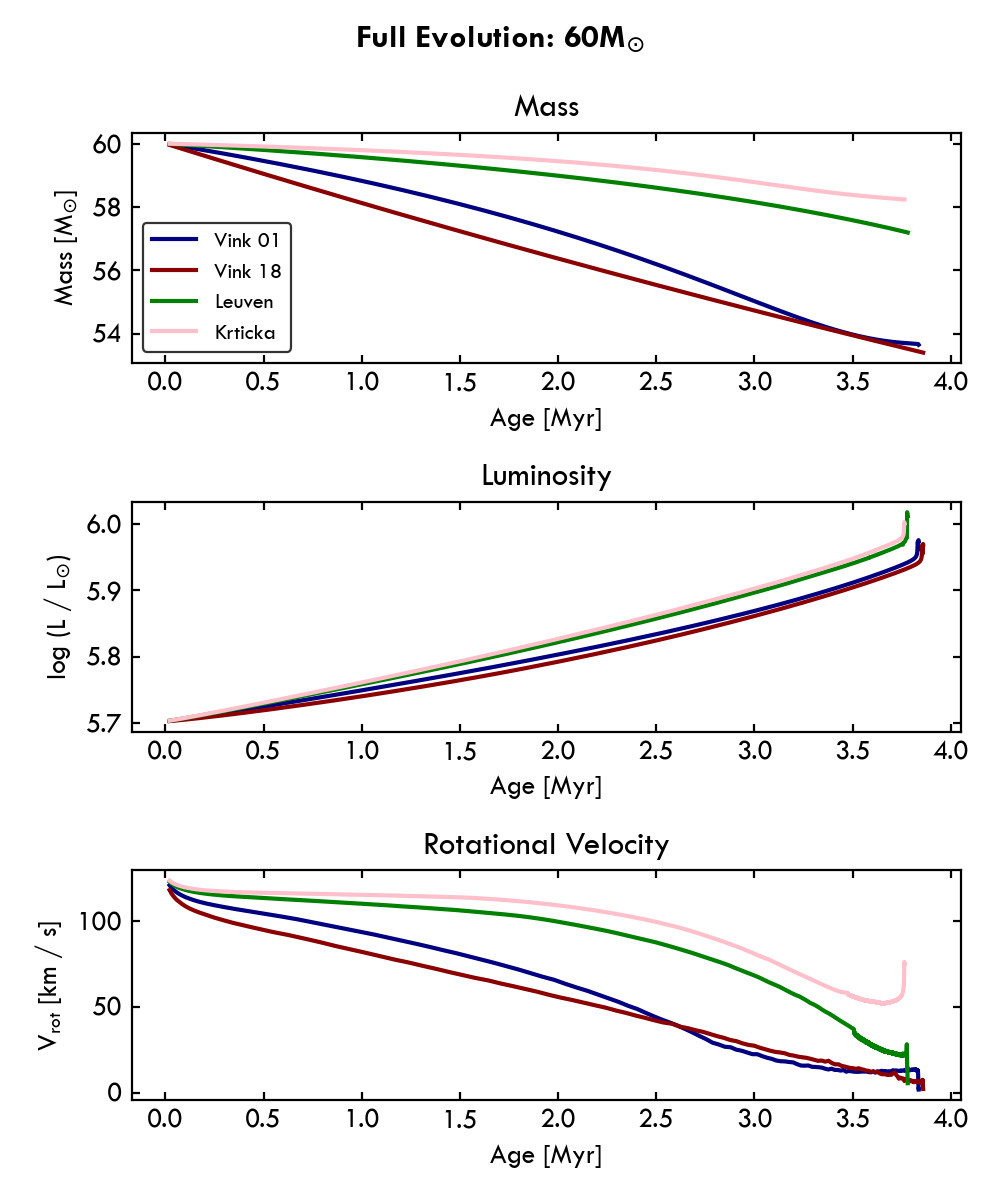 Full Evolution: 60M⊙
Mass
Mass [M⊙]
60
58
56
54
Vink 01
Vink 18
Leuven
Krticka
0.0 0.5 1.0 1.5 2.0 2.5 3.0 3.5 4.0
Age [Myr]
Luminosity
log (L / L⊙)
6.0
5.9
5.8
5.7
0.0 0.5 1.0 1.5 2.0 2.5 3.0 3.5 4.0
Age [Myr]
Rotational Velocity
Vrot [km / s]
100
50
0
0.0 0.5 1.0 1.5 2.0 2.5 3.0 3.5 4.0
Age [Myr]